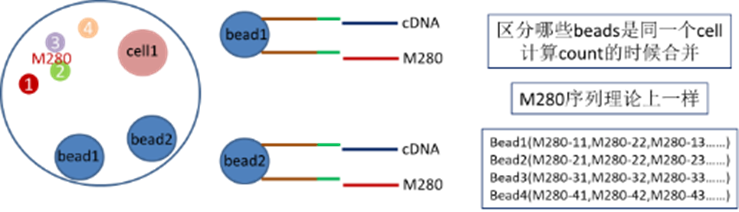 4
3
M280
2
1
cell1
bead1
bead2
bead1
cDNA
M280
bead2
cDNA
M280
区分哪些beads是同一个cell
计算count的时候合并
M280序列理论上一样
Bead1(M280-11,M280-22,M280-13……)
Bead2(M280-21,M280-22,M280-23……)
Bead3(M280-31,M280-32,M280-33……)
Bead4(M280-41,M280-42,M280-43……)